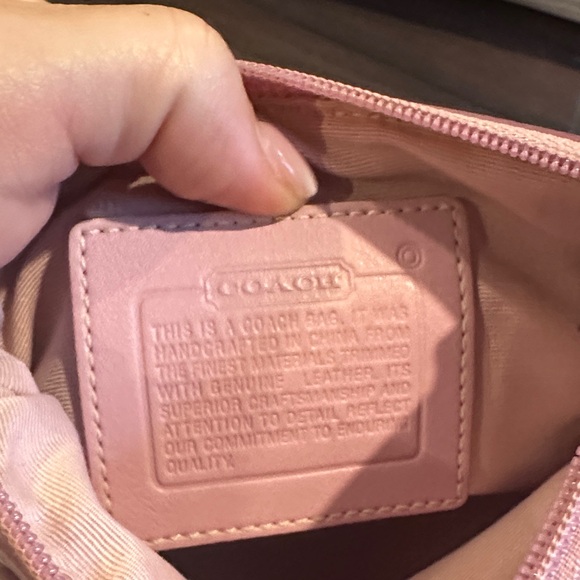 COACH
THIS IS A COACH BAG. IT WAS
HANDCRAFTED IN CHINA FROM
THE FINEST MATERIALS TRIMMED
WITH GENUINE LEATHER. ITS
SUPERIOR CRAFTSMANSHIP AND
ATTENTION TO DETAIL REFLECT
OUR COMMITMENT TO ENDURING
QUALITY.